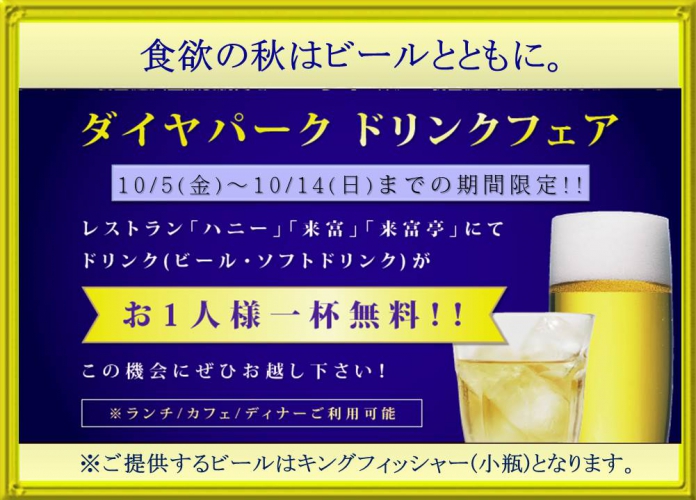 食欲の秋はビールとともに。
ダイヤパーク ドリンクフェア
10/5(金)～10/14(日)までの期間限定!!
レストラン「ハニー」「来富」「来富亭」にて
ドリンク(ビール・ソフトドリンク)が
お1人様一杯無料!!
この機会にぜひお越し下さい!
※ランチ/カフェ/ディナーご利用可能
※ご提供するビールはキングフィッシャー(小瓶)となります。